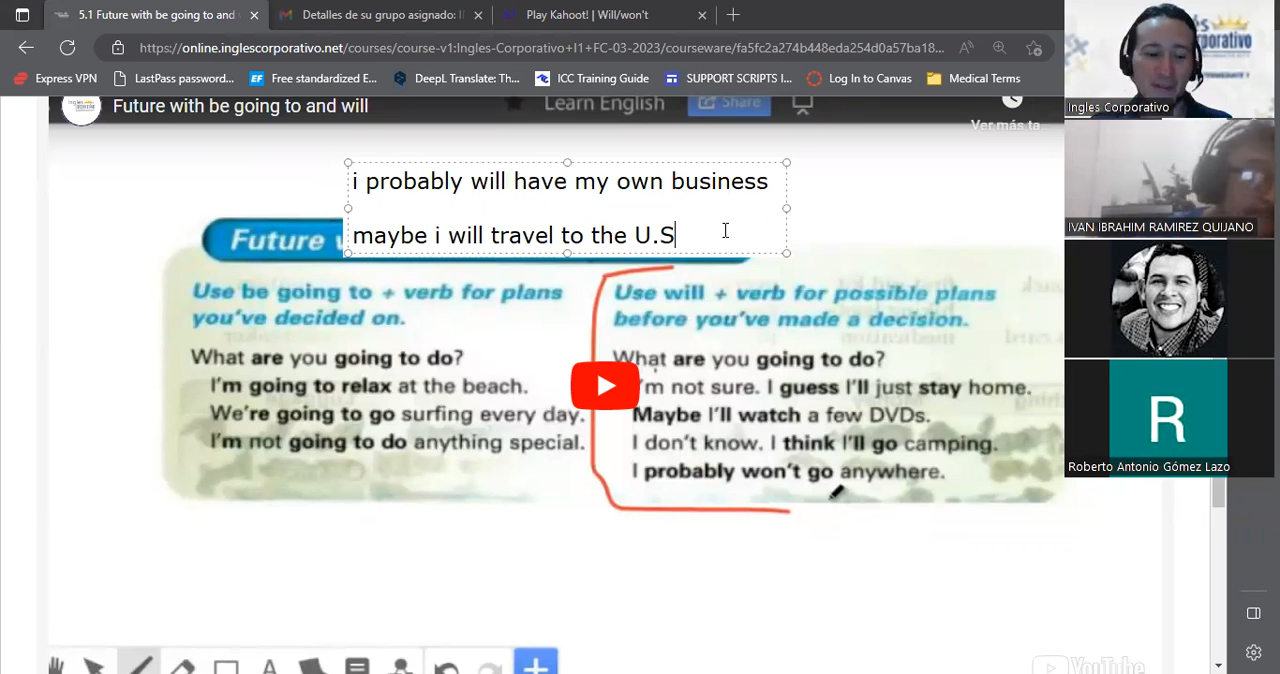 5.1 Future with be going to and
Detalles de su grupo asignado: I
Play Kahoot! | Will/won't
https://online.inglescorporativo.net/courses/course-v1:Ingles-Corporativo+I1+FC-03-2023/courseware/fa5fc2a274b448eda254d0a57ba18...
Express VPN
LastPass password...
EF Free standardized E...
DeepL Translate: Th...
ICC Training Guide
SUPPORT SCRIPTS I...
Log In to Canvas
Medical Terms
Future with be going to and will
Learn English
Share
Ver más ta
i probably will have my own business
maybe i will travel to the U.S
Future
Use be going to + verb for plans
you've decided on.
What are you going to do?
I'm going to relax at the beach.
We're going to go surfing every day.
I'm not going to do anything special.
Use will + verb for possible plans
before you've made a decision.
What are you going to do?
I'm not sure. I guess I'll just stay home.
Maybe I'll watch a few DVDs.
I don't know. I think I'll go camping.
I probably won't go anywhere.
YouTube
Ingles Corporativo
IVAN IBRAHIM RAMIREZ QUIJANO
R
Roberto Antonio Gómez Lazo